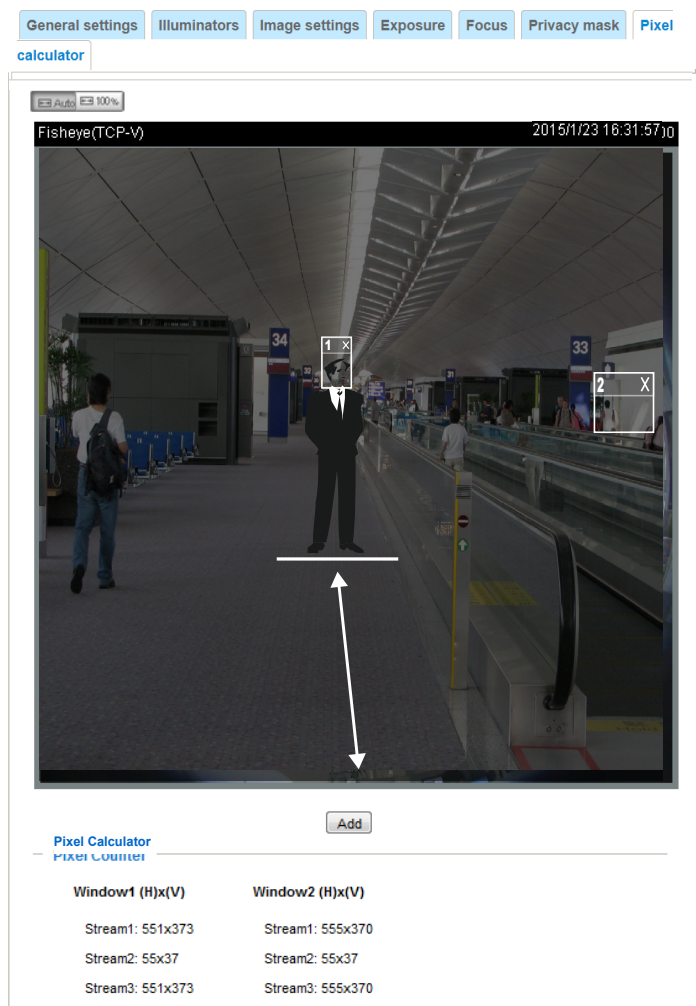 General settings Illuminators Image settings Exposure Focus Privacy mask Pixel
calculator
Auto 100%
Fisheye(TCP-V) 2015/1/23 16:31:57
34
33
1 X
31
2 X
Add
Pixel Calculator
Pixel Counter
Window1 (H)x(V) Window2 (H)x(V)
Stream1: 551x373 Stream1: 555x370
Stream2: 55x37 Stream2: 55x37
Stream3: 551x373 Stream3: 555x370